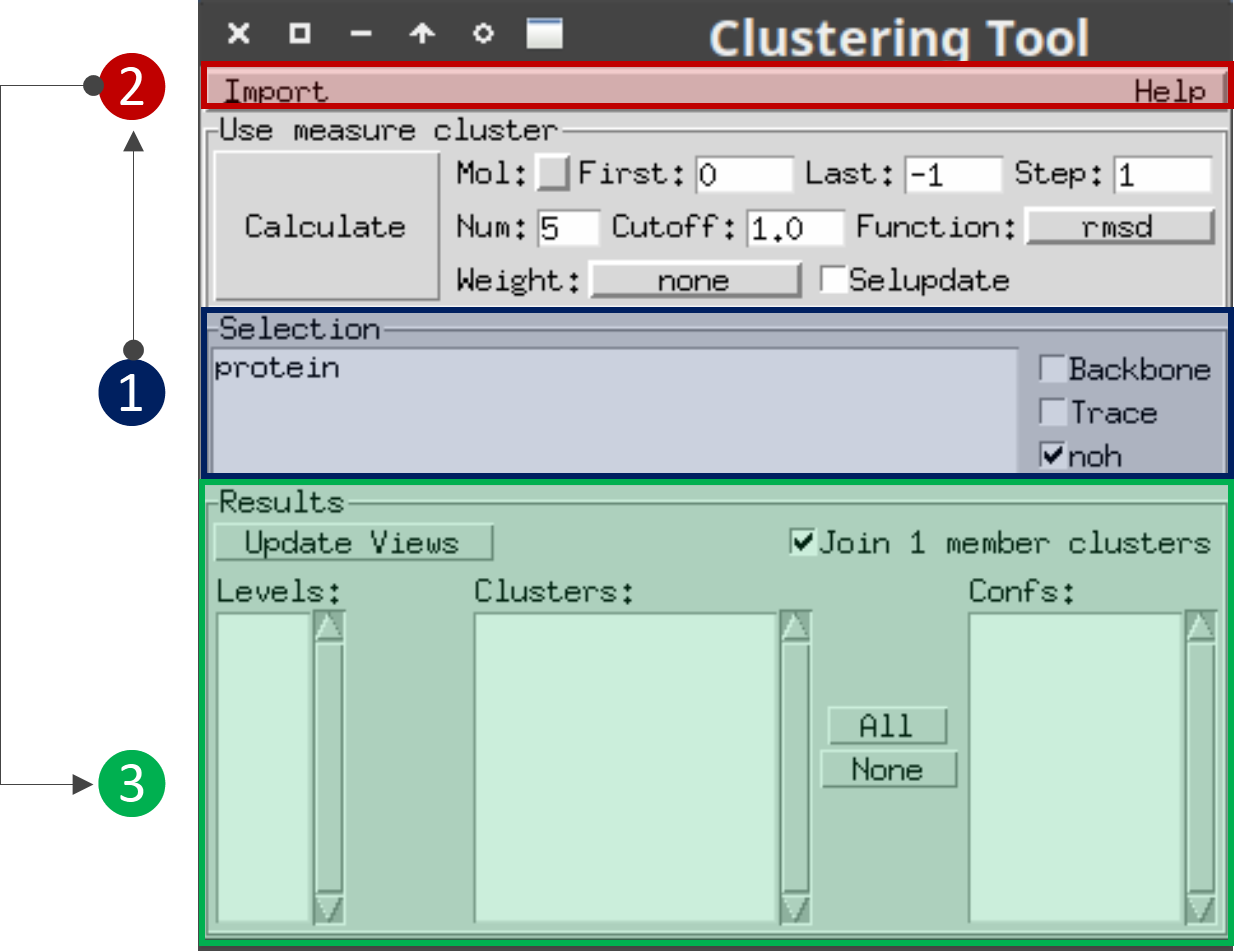 Clustering Tool
2
Import Help
Use measure cluster
Calculate
Mol: First: 0 Last: -1 Step: 1
Num: 5 Cutoff: 1.0 Function: rmsd
Weight: none Selupdate
Selection
protein
Backbone
1
Trace
noh
Results
Update Views Join 1 member clusters
Levels: Clusters: Confs:
All
None
3